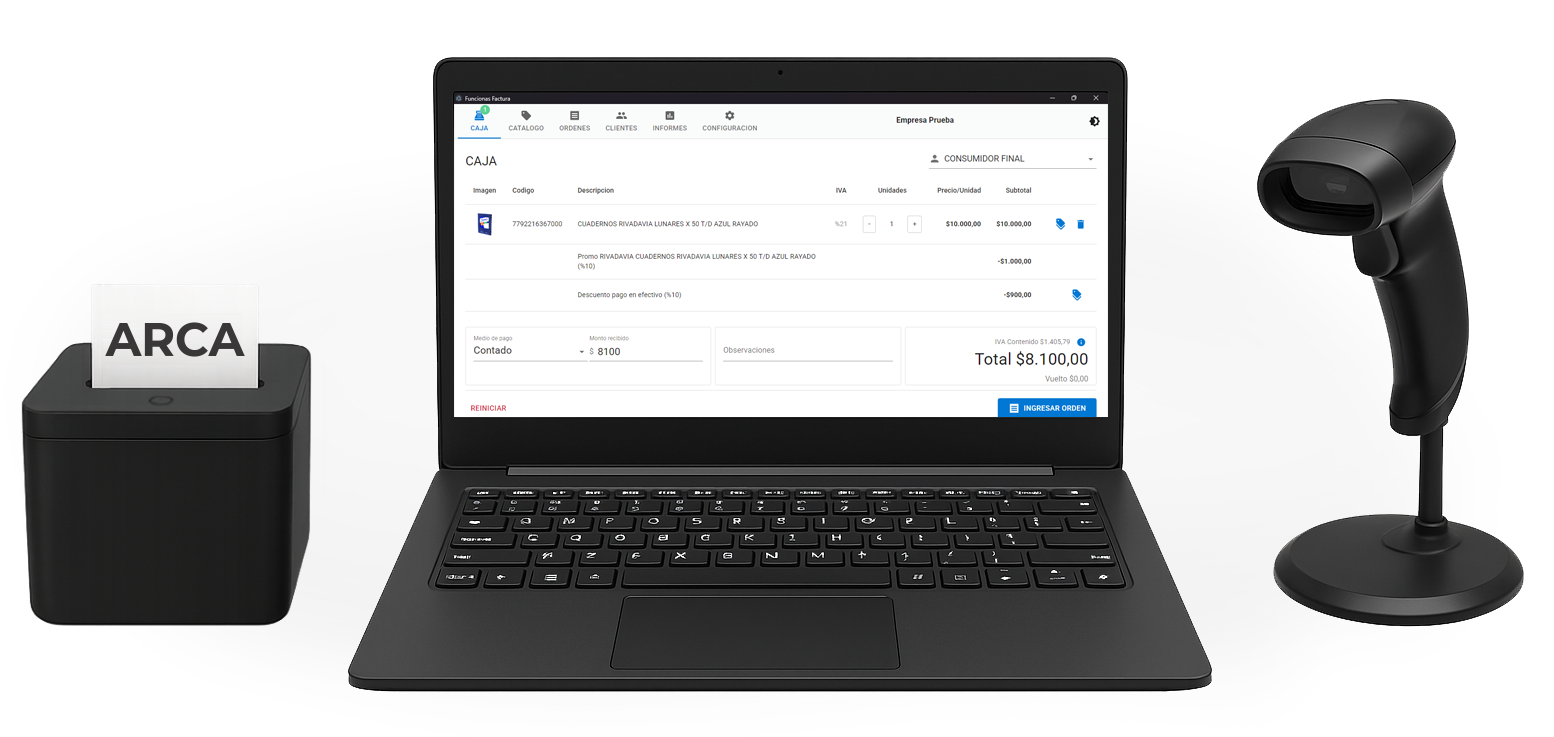 Funcionas Factura
1
CAJA CATALOGO ORDENES CLIENTES INFORMES CONFIGURACION
Empresa Prueba
CAJA
CONSUMIDOR FINAL
Imagen Codigo Descripcion IVA Unidades Precio/Unidad Subtotal
7792216367000 CUADERNOS RIVADAVIA LUNARES X 50 T/D AZUL RAYADO %21 - 1 + $10.000,00 $10.000,00
Promo RIVADAVIA CUADERNOS RIVADAVIA LUNARES X 50 T/D AZUL RAYADO
(%10)
-$1.000,00
Descuento pago en efectivo (%10) -$900,00
Medio de pago Monto recibido
Contado $ 8100
Observaciones
IVA Contenido $1.405,79
Total $8.100,00
Vuelto $0,00
REINICIAR INGRESAR ORDEN
ARCA